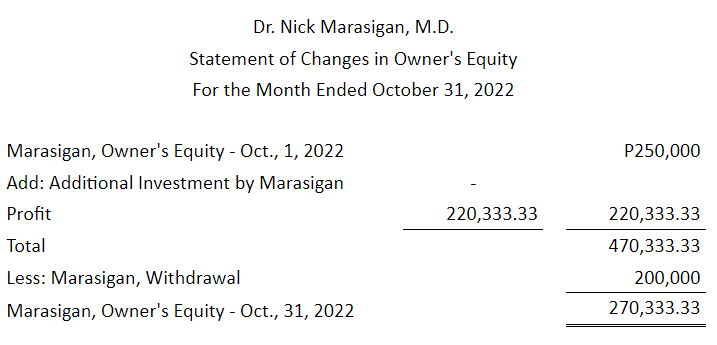 Dr. Nick Marasigan, M.D.
Statement of Changes in Owner's Equity
For the Month Ended October 31, 2022
Marasigan, Owner's Equity - Oct., 1, 2022 P250,000
Add: Additional Investment by Marasigan -
Profit 220,333.33 220,333.33
Total 470,333.33
Less: Marasigan, Withdrawal 200,000
Marasigan, Owner's Equity - Oct., 31, 2022 270,333.33